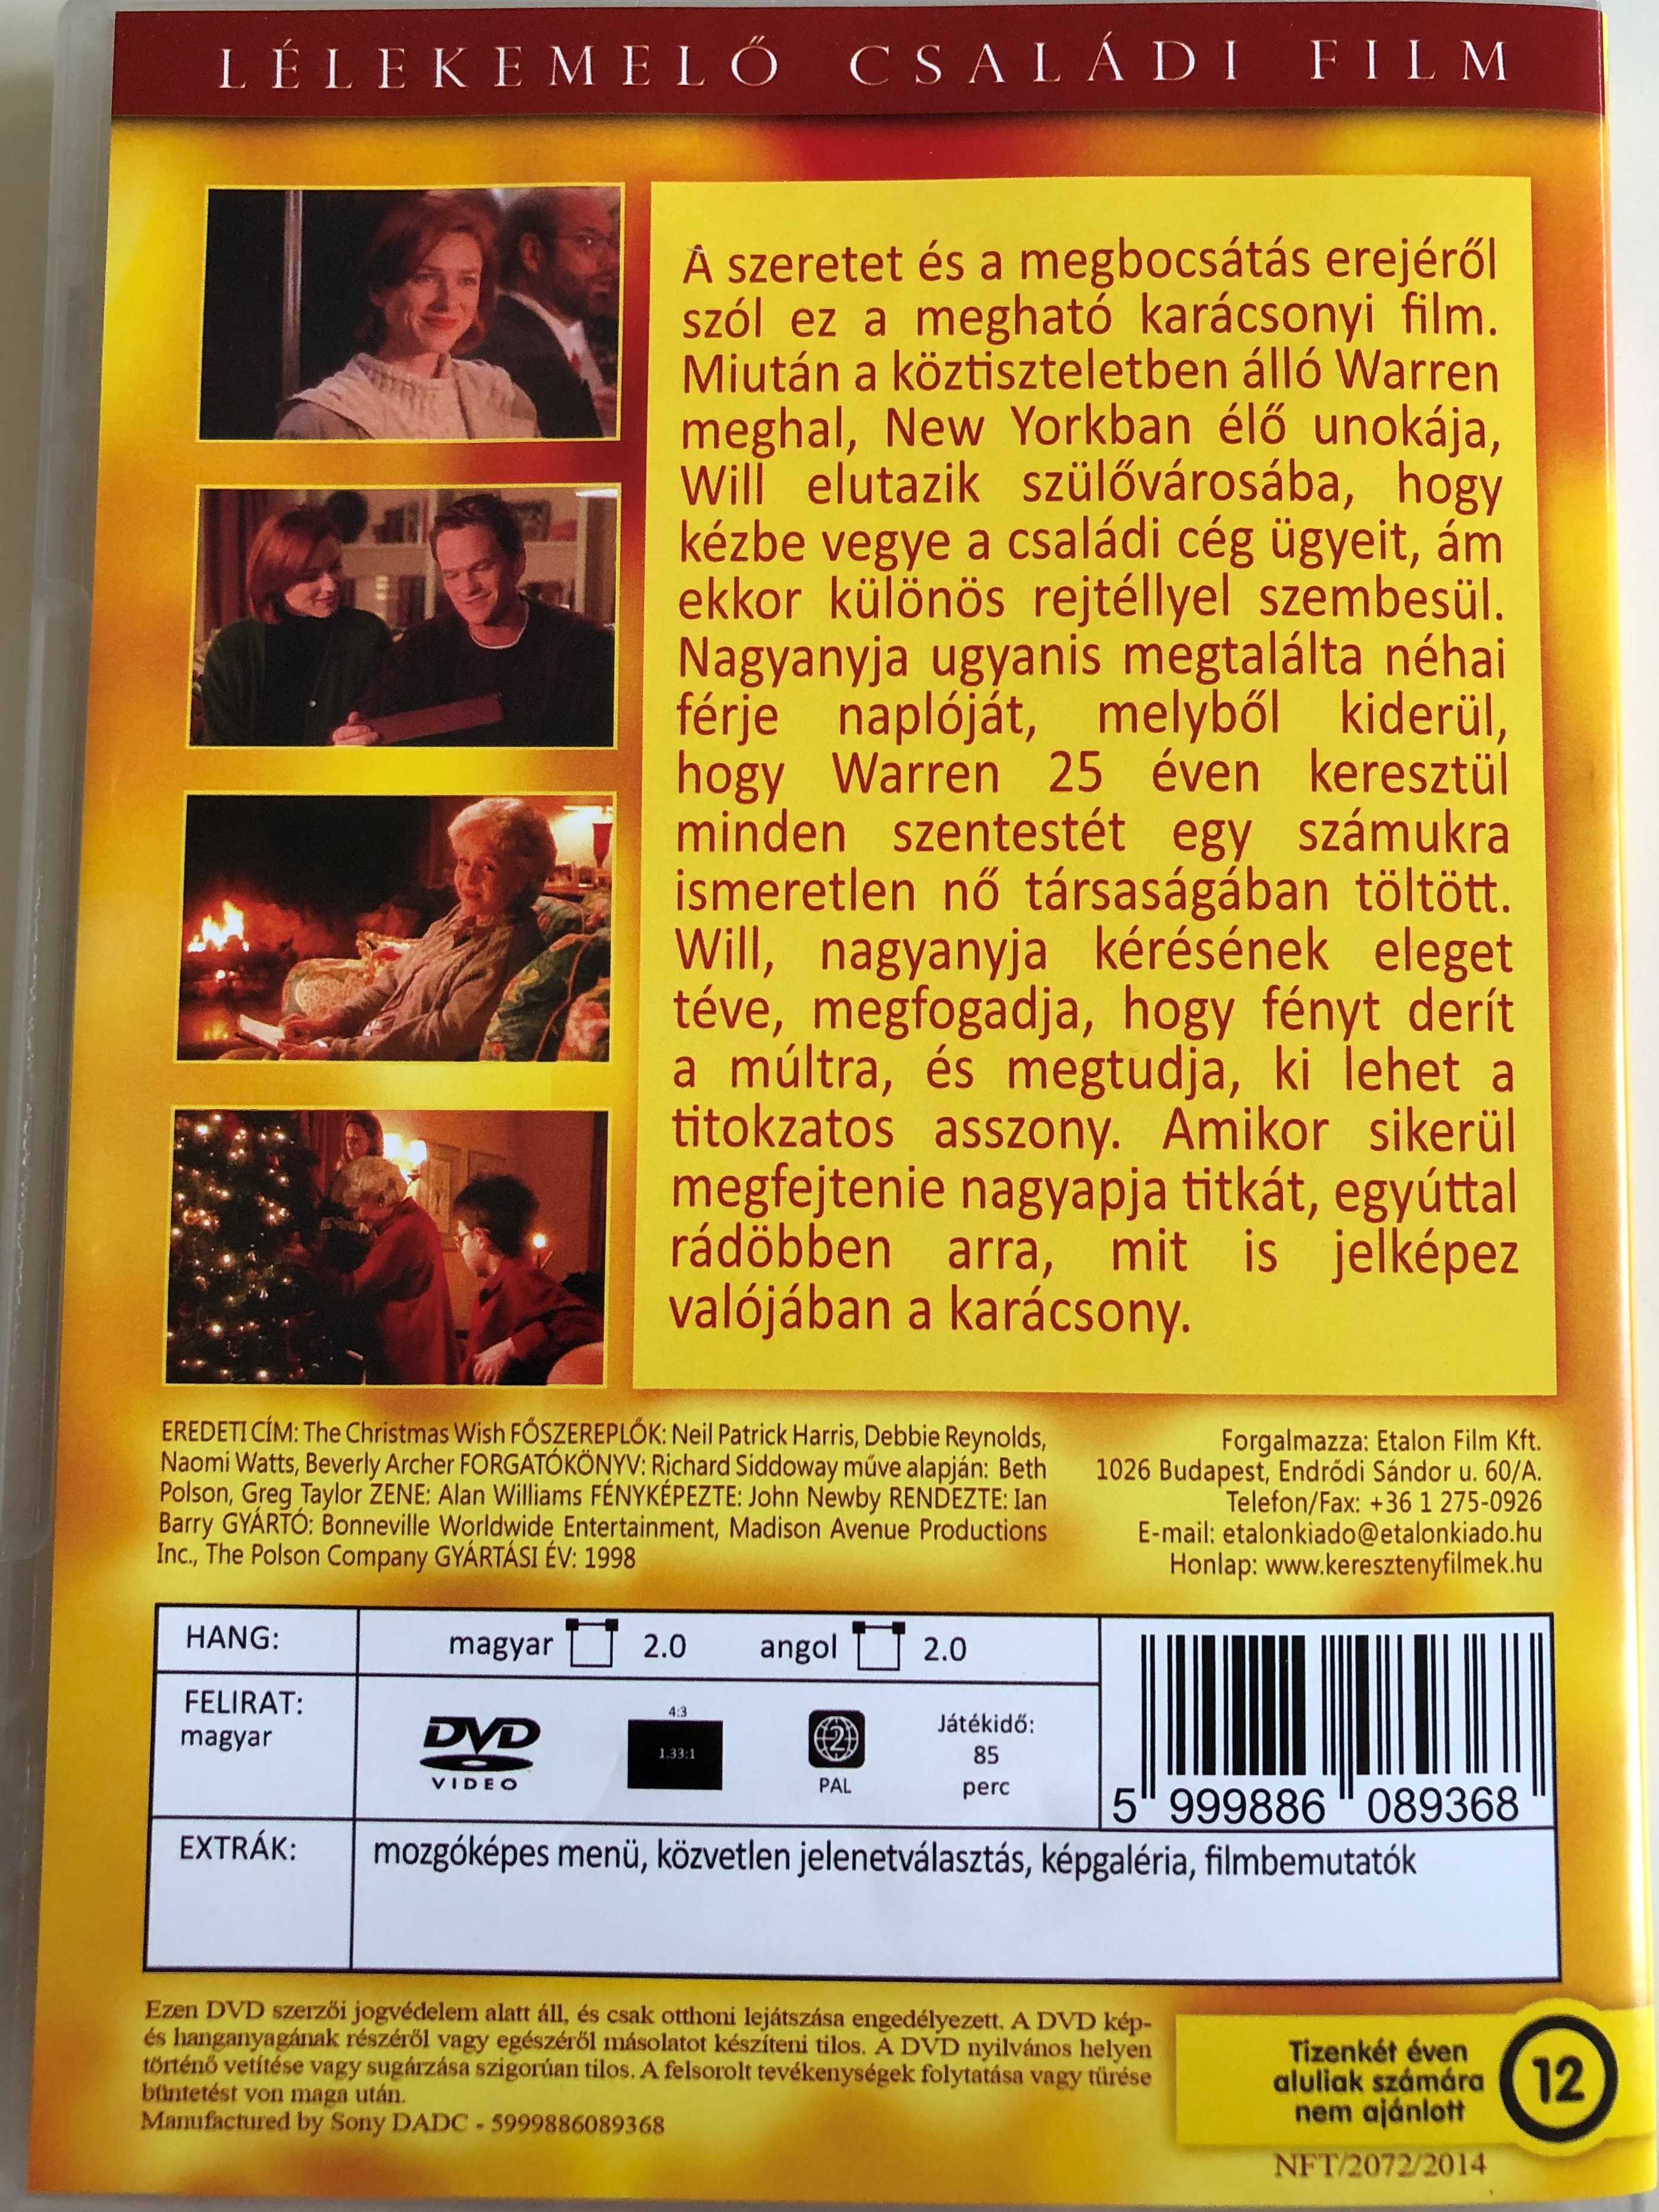 LÉLEKEMELŐ CSALÁDI FILM
A szeretet és a megbocsátás erejéről
szól ez a megható karácsonyi film.
Miután a köztiszteletben álló Warren
meghal, New Yorkban élő unokája,
Will elutazik szülővárosába, hogy
kézbe vegye a családi cég ügyeit, ám
ekkor különös rejtéllyel szembesül.
Nagyanyja ugyanis megtalálta néhai
férje naplóját, melyből kiderül,
hogy Warren 25 éven keresztül
minden szentestét egy számukra
ismeretlen nő társaságában töltött.
Will, nagyanyja kérésének eleget
téve, megfogadja, hogy fényt derít
a múltra, és megtudja, ki lehet a
titokzatos asszony. Amikor sikerül
megfejtenie nagyapja titkát, egyúttal
rádöbben arra, mit is jelképez
valójában a karácsony.
EREDETI CÍM: The Christmas Wish FŐSZEREPLŐK: Neil Patrick Harris, Debbie Reynolds,
Naomi Watts, Beverly Archer FORGATÓKÖNYV: Richard Siddoway műve alapján: Beth
Polson, Greg Taylor ZENE: Alan Williams FÉNYKÉPEZTE: John Newby RENDEZTE: Ian
Barry GYÁRTÓ: Bonneville Worldwide Entertainment, Madison Avenue Productions
Inc., The Polson Company GYÁRTÁSI ÉV: 1998
Forgalmazza: Etalon Film Kft.
1026 Budapest, Endrődi Sándor u. 60/A.
Telefon/Fax: +36 1 275-0926
E-mail: etalonkiado@etalonkiado.hu
Honlap: www.keresztenyfilmek.hu
HANG: magyar 2.0 angol 2.0
FELIRAT:
magyar
DVD
VIDEO
4:3
1.33:1
2
PAL
Játékidő:
85
perc
5 999886 089368
EXTRÁK: mozgóképes menü, közvetlen jelenetválasztás, képgaléria, filmbemutatók
Ezen DVD szerzői jogvédelem alatt áll, és csak otthoni lejátszása engedélyezett. A DVD kép-
és hanganyagának részéről vagy egészéről másolatot készíteni tilos. A DVD nyilvános helyen
történő vetítése vagy sugárzása szigorúan tilos. A felsorolt tevékenységek folytatása vagy tűrése
büntetést von maga után.
Manufactured by Sony DADC - 5999886089368
Tizenkét éven
aluliak számára
nem ajánlott
12
NFT/2072/2014